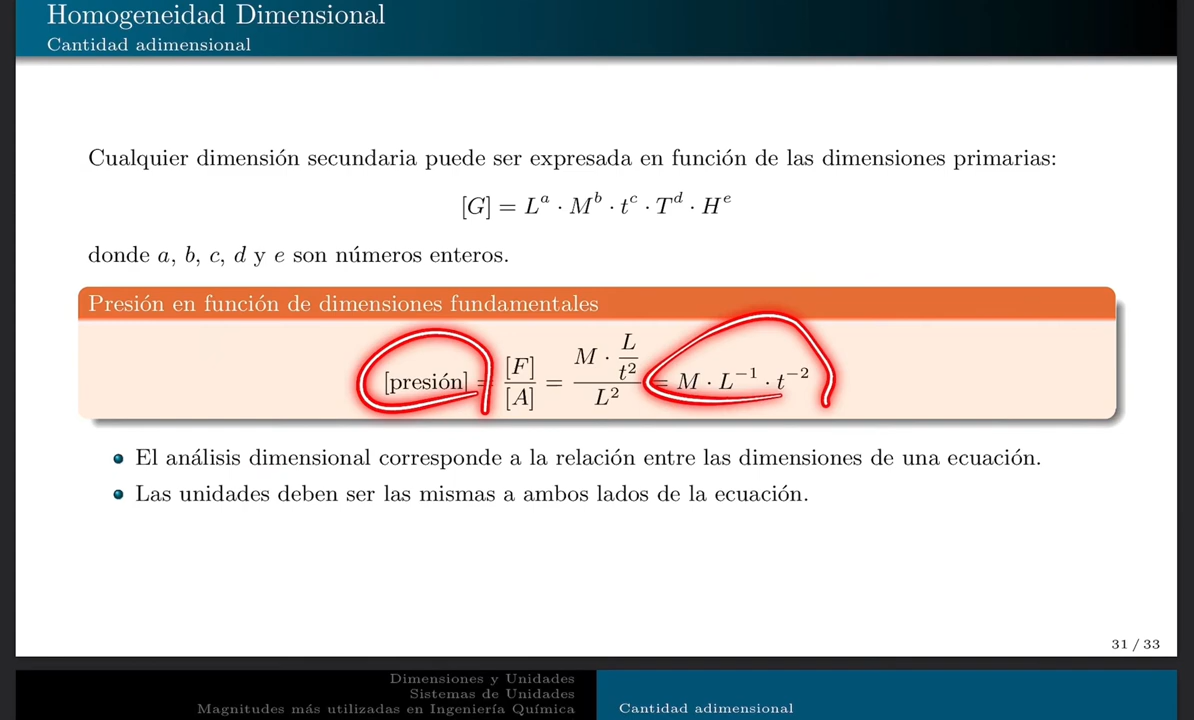 Homogeneidad Dimensional
Cantidad adimensional
Cualquier dimensión secundaria puede ser expresada en función de las dimensiones primarias:
[G] = L^a · M^b · t^c · T^d · H^e
donde a, b, c, d y e son números enteros.
Presión en función de dimensiones fundamentales
[presión] = [F]/[A] = (M · L/t²)/L² = M · L⁻¹ · t⁻²
El análisis dimensional corresponde a la relación entre las dimensiones de una ecuación.
Las unidades deben ser las mismas a ambos lados de la ecuación.
31 / 33
Dimensiones y Unidades
Sistemas de Unidades
Magnitudes más utilizadas en Ingeniería Química
Cantidad adimensional